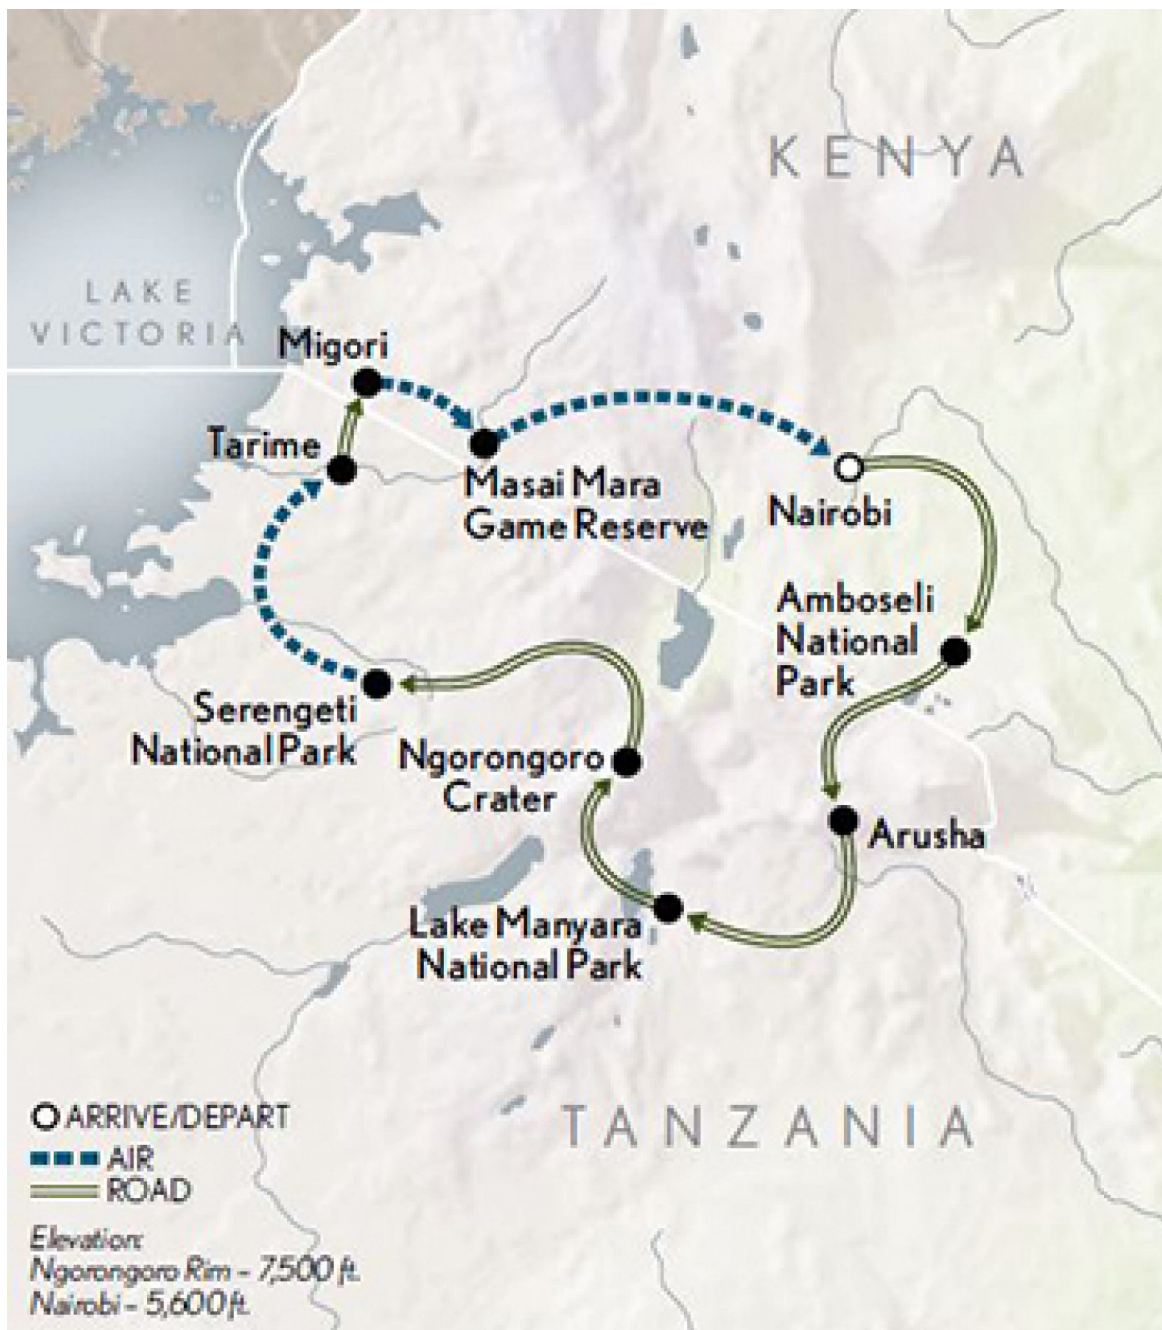 KENYA
LAKE
VICTORIA
Migori
Tarime
Masai Mara
Game Reserve
Nairobi
Amboseli
National
Park
Serengeti
National Park
Ngorongoro
Crater
Arusha
Lake Manyara
National Park
TANZANIA
ARRIVE/DEPART
AIR
ROAD
Elevation:
Ngorongoro Rim – 7,500 ft.
Nairobi – 5,600 ft.